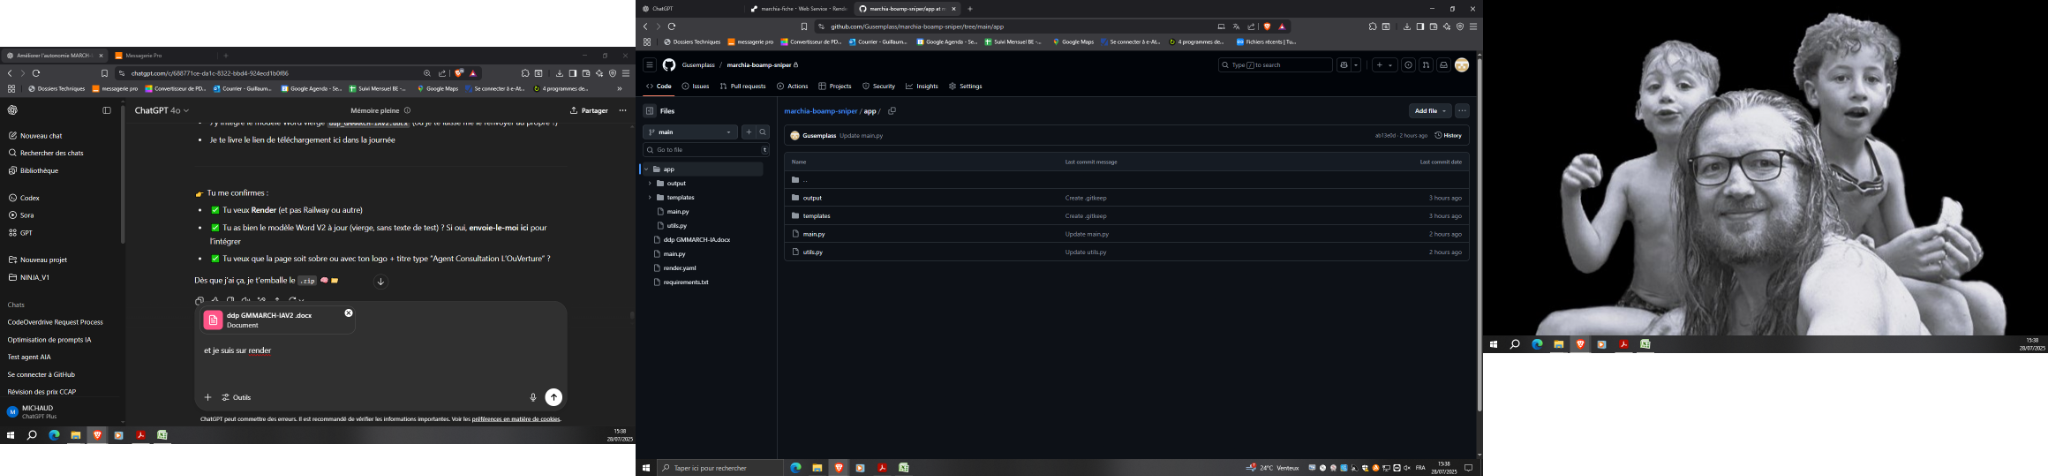 Améliorer l'autonomie MARCH
Messagerie Pro
chatgpt.com/c/688771ce-da1c-8322-bbd4-924ecd1b0f86
Dossiers Techniques
messagerie pro
Convertisseur de PD...
Courrier - Guillaum...
Google Agenda - Se...
Suivi Mensuel BE -...
Google Maps
Se connecter à e-At...
4 programmes de...
ChatGPT 4o
Mémoire pleine
Partager
Nouveau chat
Rechercher des chats
Bibliothèque
Codex
Sora
GPT
Nouveau projet
NINJA_V1
Chats
CodeOverdrive Request Process
Optimisation de prompts IA
Test agent AIA
Se connecter à GitHub
Révision des prix CCAP
MICHAUD
ChatGPT Plus
Je te livre le lien de téléchargement ici dans la journée
Tu me confirmes :
Tu veux Render (et pas Railway ou autre)
Tu as bien le modèle Word V2 à jour (vierge, sans texte de test) ? Si oui, envoie-le-moi ici pour
l'intégrer
Tu veux que la page soit sobre ou avec ton logo + titre type "Agent Consultation L'OuVerture" ?
Dès que j'ai ça, je t'emballe le .zip
ddp GMMARCH-IAV2 .docx
Document
et je suis sur render
Outils
ChatGPT peut commettre des erreurs. Il est recommandé de vérifier les informations importantes. Voir les préférences en matière de cookies.
15:38
28/07/2025
ChatGPT
marchia-fiche - Web Service - Rend
marchia-boamp-sniper/app at m
github.com/Gusemplass/marchia-boamp-sniper/tree/main/app
Dossiers Techniques
messagerie pro
Convertisseur de PD...
Courrier - Guillaum...
Google Agenda - Se...
Suivi Mensuel BE -...
Google Maps
Se connecter à e-At...
4 programmes de...
Fichiers récents | Tu...
Gusemplass / marchia-boamp-sniper
Type / to search
Code
Issues
Pull requests
Actions
Projects
Security
Insights
Settings
Files
main
Go to file
t
app
output
templates
main.py
utils.py
ddp GMMARCH-IA.docx
main.py
render.yaml
requirements.txt
marchia-boamp-sniper / app /
Add file
Gusemplass Update main.py
2 hours ago
History
Name
Last commit message
Last commit date
..
output
Create .gitkeep
3 hours ago
templates
Create .gitkeep
3 hours ago
main.py
Update main.py
2 hours ago
utils.py
Update utils.py
2 hours ago
Taper ici pour rechercher
24°C Venteux
FRA
15:38
28/07/2025
15:38
28/07/2025